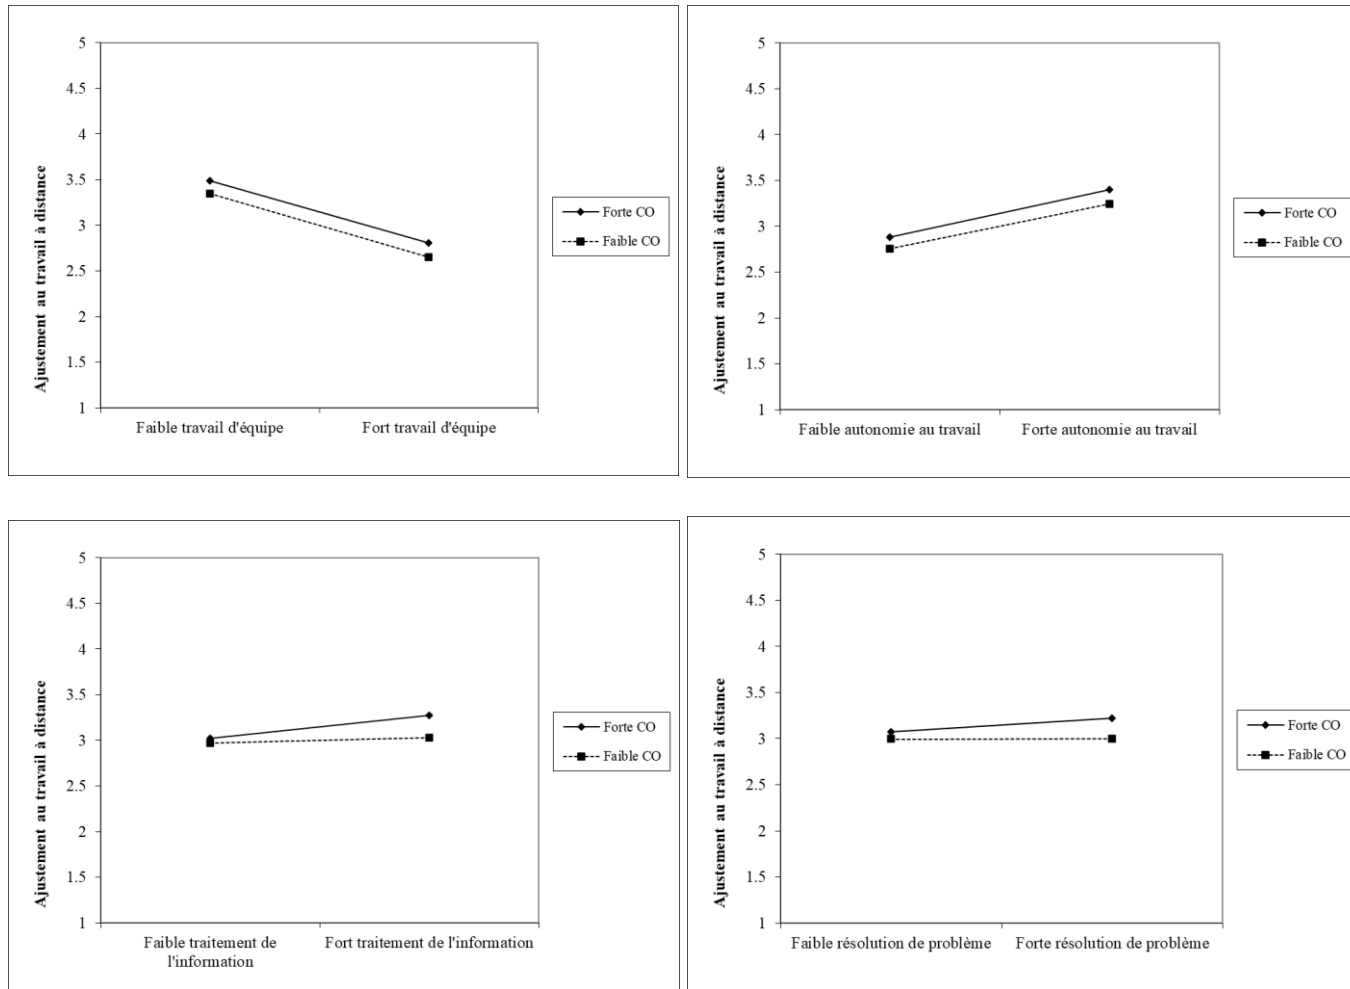 Ajustement au travail à distance
5
4.5
4
3.5
3
2.5
2
1.5
1
Faible travail d'équipe
Fort travail d'équipe
Forte CO
Faible CO
Ajustement au travail à distance
5
4.5
4
3.5
3
2.5
2
1.5
1
Faible autonomie au travail
Forte autonomie au travail
Forte CO
Faible CO
Ajustement au travail à distance
5
4.5
4
3.5
3
2.5
2
1.5
1
Faible traitement de
l'information
Fort traitement de l'information
Forte CO
Faible CO
Ajustement au travail à distance
5
4.5
4
3.5
3
2.5
2
1.5
1
Faible résolution de problème
Forte résolution de problème
Forte CO
Faible CO